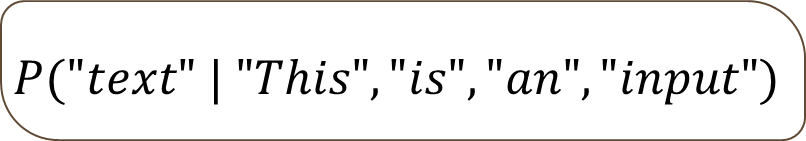 P("text" | "This", "is", "an", "input")